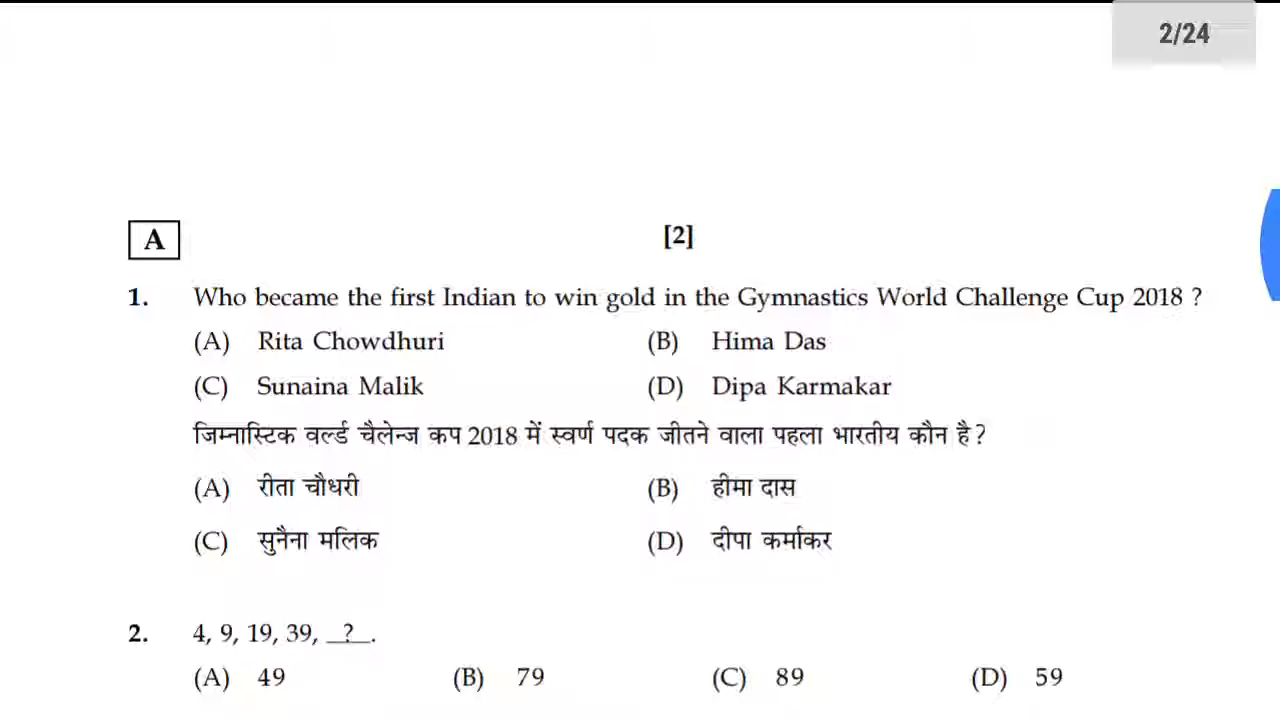 2/24
A [2]
1. Who became the first Indian to win gold in the Gymnastics World Challenge Cup 2018 ?
(A) Rita Chowdhuri (B) Hima Das
(C) Sunaina Malik (D) Dipa Karmakar
जिम्नास्टिक वर्ल्ड चैलेन्ज कप 2018 में स्वर्ण पदक जीतने वाला पहला भारतीय कौन है?
(A) रीता चौधरी (B) हीमा दास
(C) सुनैना मलिक (D) दीपा कर्माकर
2. 4, 9, 19, 39, ? .
(A) 49 (B) 79 (C) 89 (D) 59